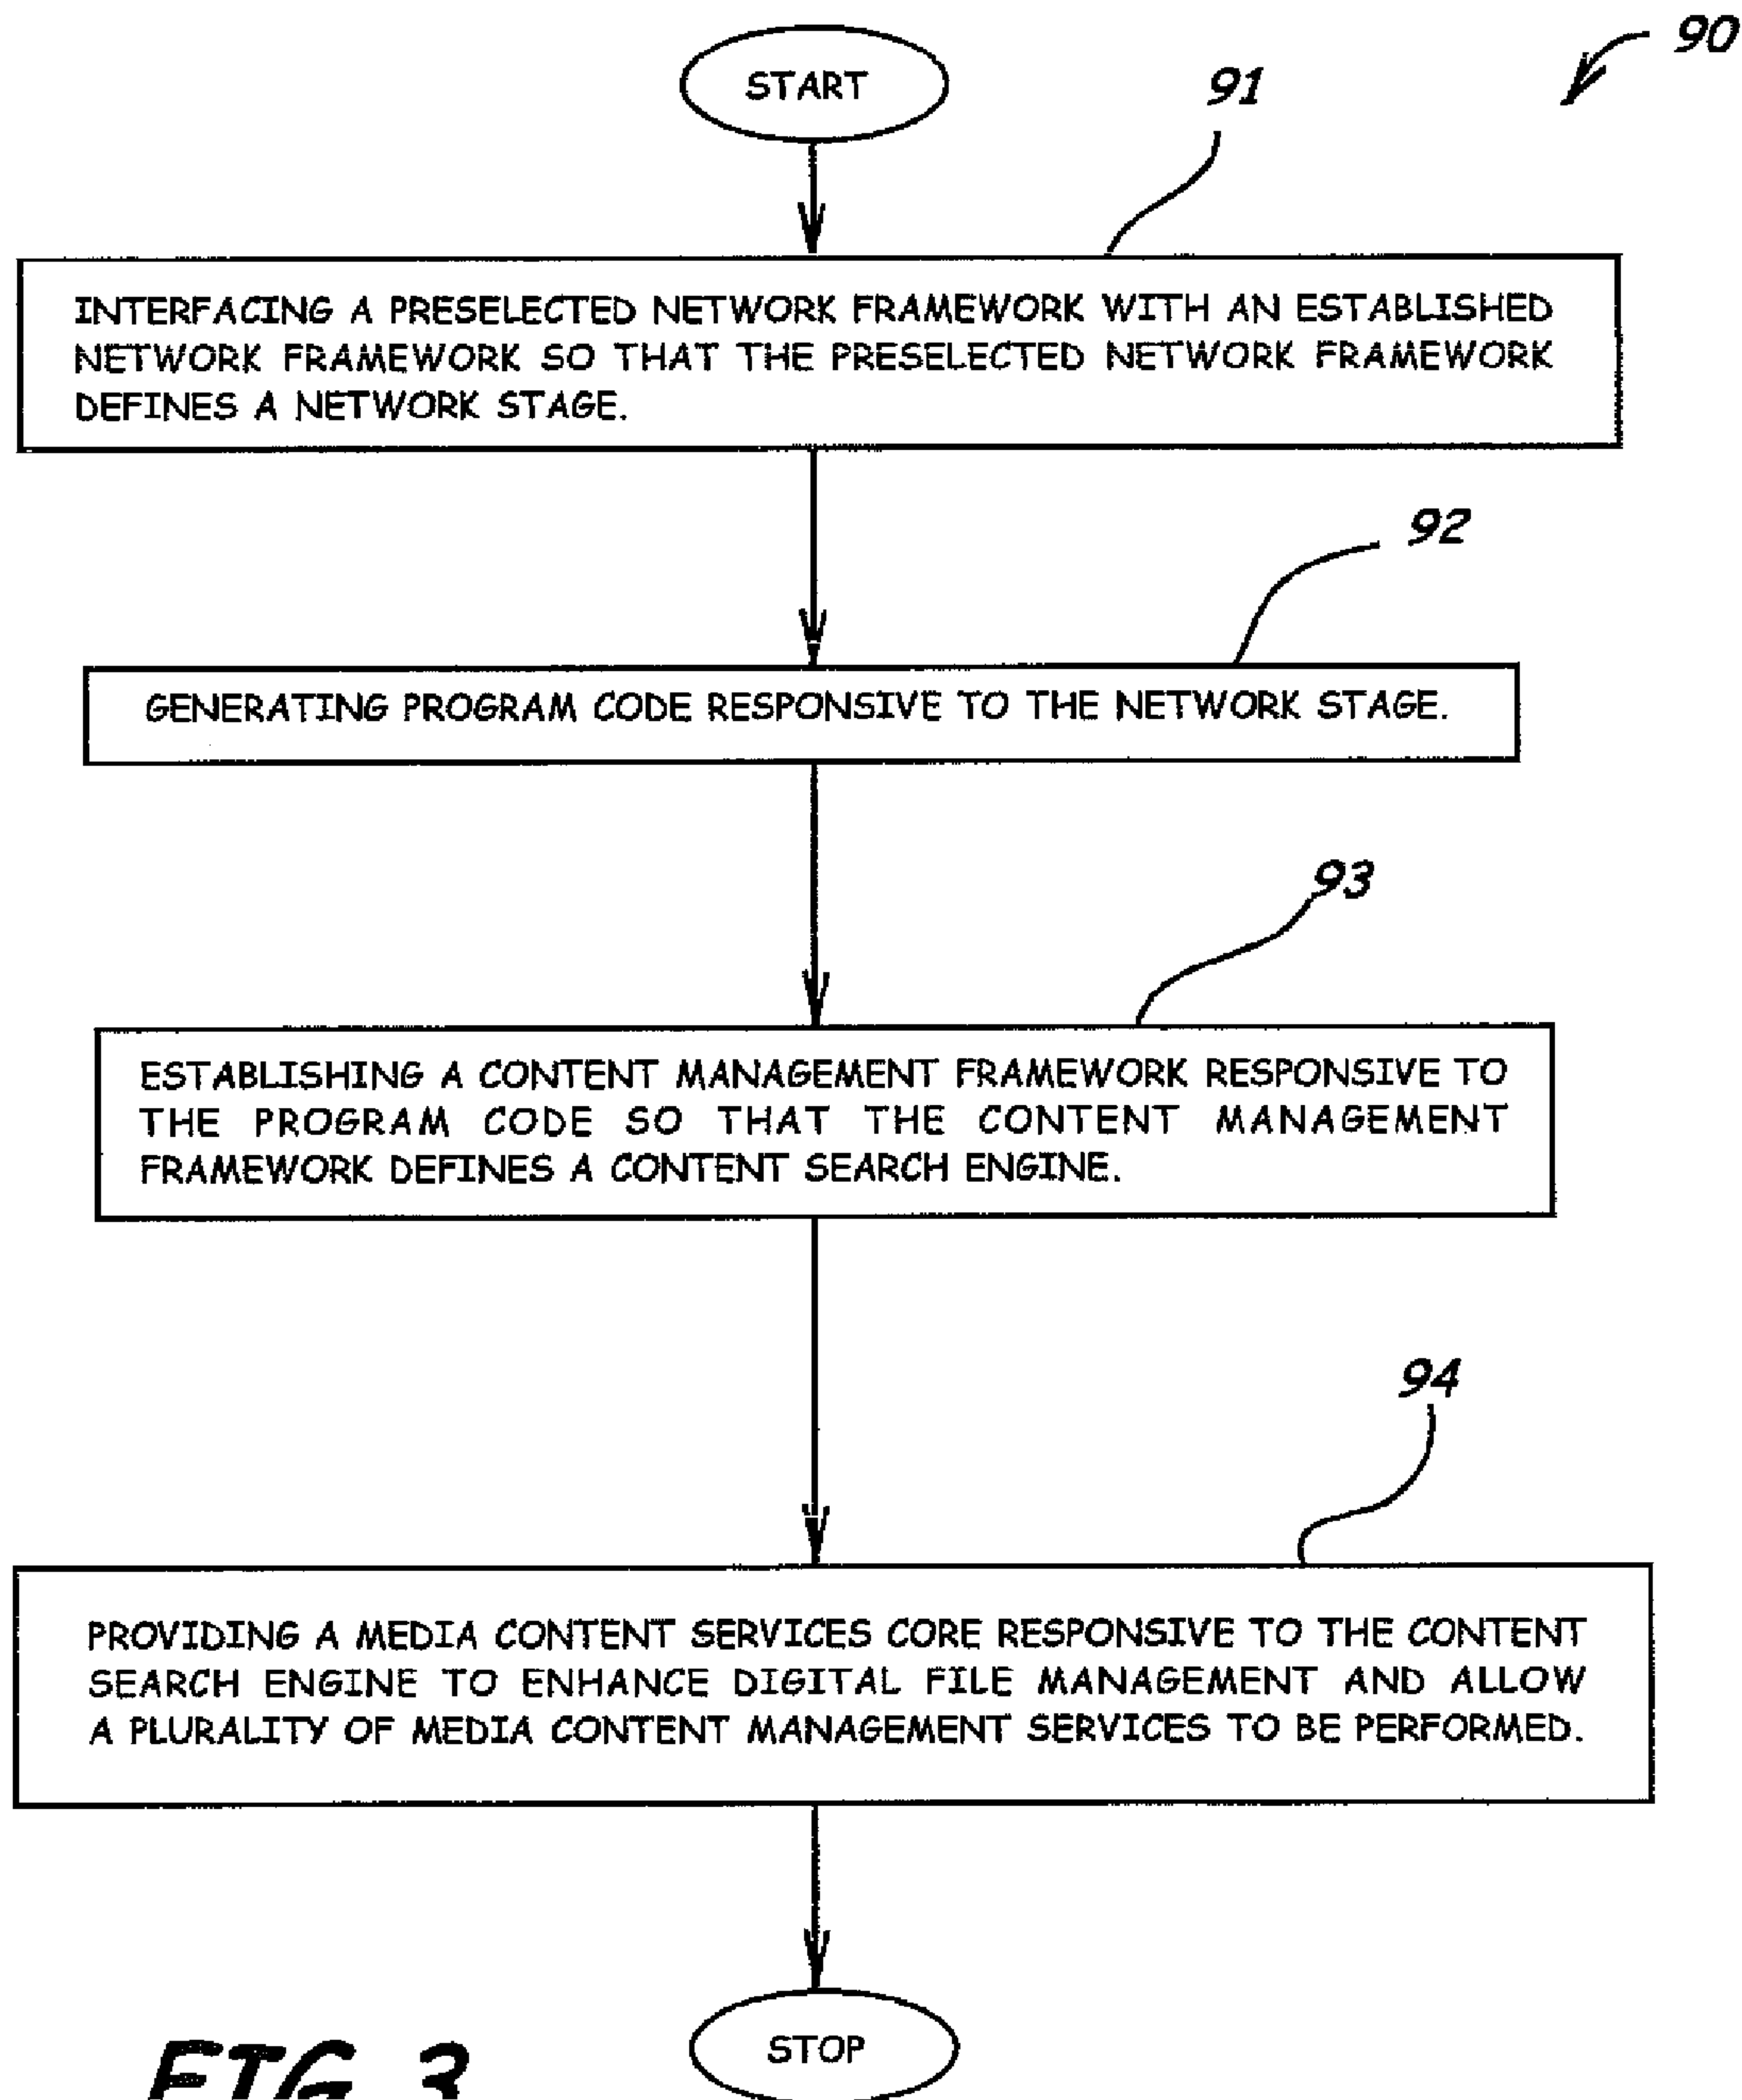 90
START
91
INTERFACING A PRESELECTED NETWORK FRAMEWORK WITH AN ESTABLISHED
NETWORK FRAMEWORK SO THAT THE PRESELECTED NETWORK FRAMEWORK
DEFINES A NETWORK STAGE.
92
GENERATING PROGRAM CODE RESPONSIVE TO THE NETWORK STAGE.
93
ESTABLISHING A CONTENT MANAGEMENT FRAMEWORK RESPONSIVE TO
THE PROGRAM CODE SO THAT THE CONTENT MANAGEMENT
FRAMEWORK DEFINES A CONTENT SEARCH ENGINE.
94
PROVIDING A MEDIA CONTENT SERVICES CORE RESPONSIVE TO THE CONTENT
SEARCH ENGINE TO ENHANCE DIGITAL FILE MANAGEMENT AND ALLOW
A PLURALITY OF MEDIA CONTENT MANAGEMENT SERVICES TO BE PERFORMED.
STOP
FIG. 3